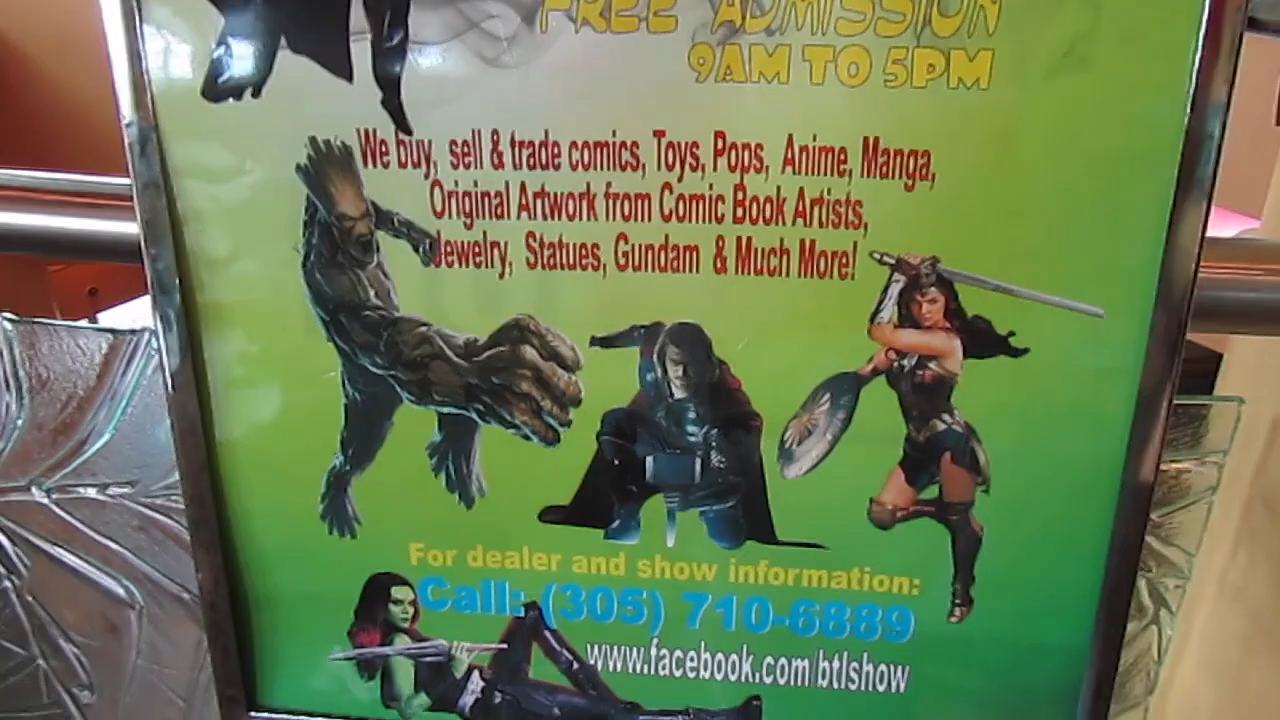 FREE ADMISSION
9AM TO 5PM
We buy, sell & trade comics, Toys, Pops, Anime, Manga,
Original Artwork from Comic Book Artists,
Jewelry, Statues, Gundam & Much More!
For dealer and show information:
Call: (305) 710-6889
www.facebook.com/btlshow